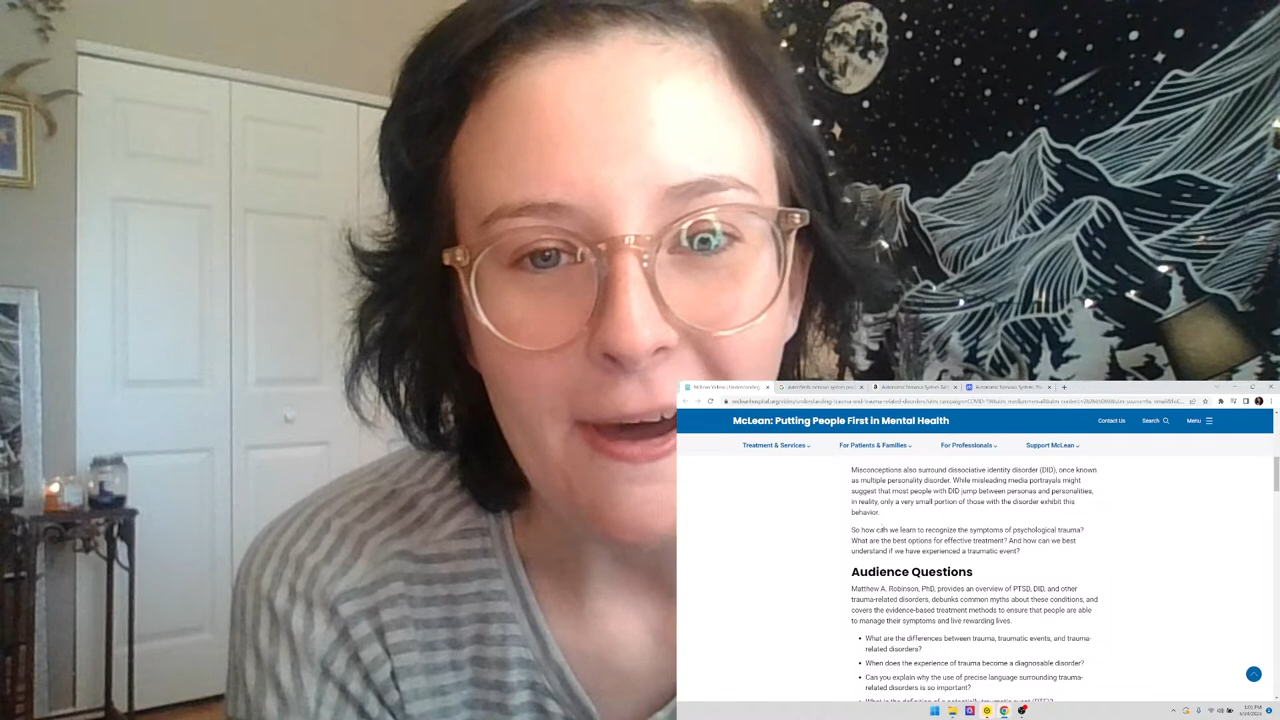 McLean: Putting People First in Mental Health
Contact Us
Search
Menu
Treatment & Services
For Patients & Families
For Professionals
Support McLean
Misconceptions also surround dissociative identity disorder (DID), once known
as multiple personality disorder. While misleading media portrayals might
suggest that most people with DID jump between personas and personalities,
in reality, only a very small portion of those with the disorder exhibit this
behavior.
So how can we learn to recognize the symptoms of psychological trauma?
What are the best options for effective treatment? And how can we best
understand if we have experienced a traumatic event?
Audience Questions
Matthew A. Robinson, PhD, provides an overview of PTSD, DID, and other
trauma-related disorders, debunks common myths about these conditions, and
covers the evidence-based treatment methods to ensure that people are able
to manage their symptoms and live rewarding lives.
• What are the differences between trauma, traumatic events, and trauma-
related disorders?
• When does the experience of trauma become a diagnosable disorder?
• Can you explain why the use of precise language surrounding trauma-
related disorders is so important?
1:01 PM